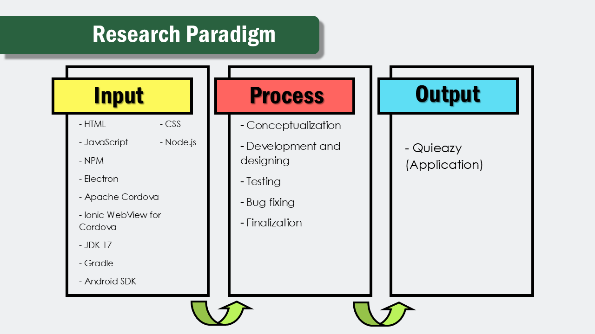 Research Paradigm
Input
- HTML
- CSS
- JavaScript
- Node.js
- NPM
- Electron
- Apache Cordova
- Ionic WebView for
Cordova
- JDK 17
- Gradle
- Android SDK
Process
- Conceptualization
- Development and
designing
- Testing
- Bug fixing
- Finalization
Output
- Quieazy
(Application)